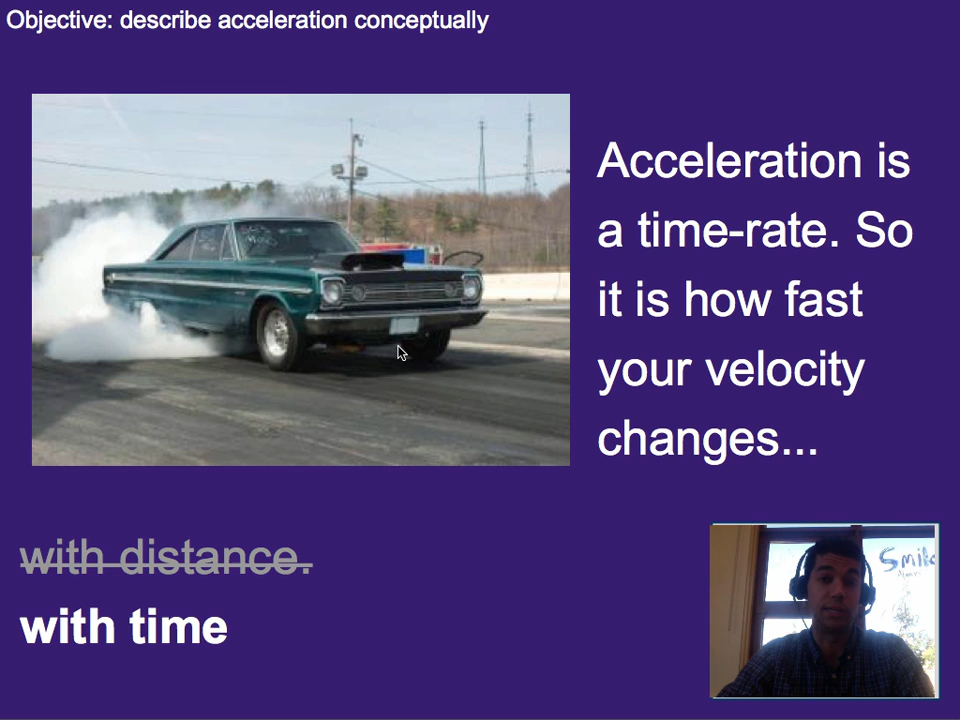 Objective: describe acceleration conceptually
Acceleration is
a time-rate. So
it is how fast
your velocity
changes...
with distance.
with time
Smile